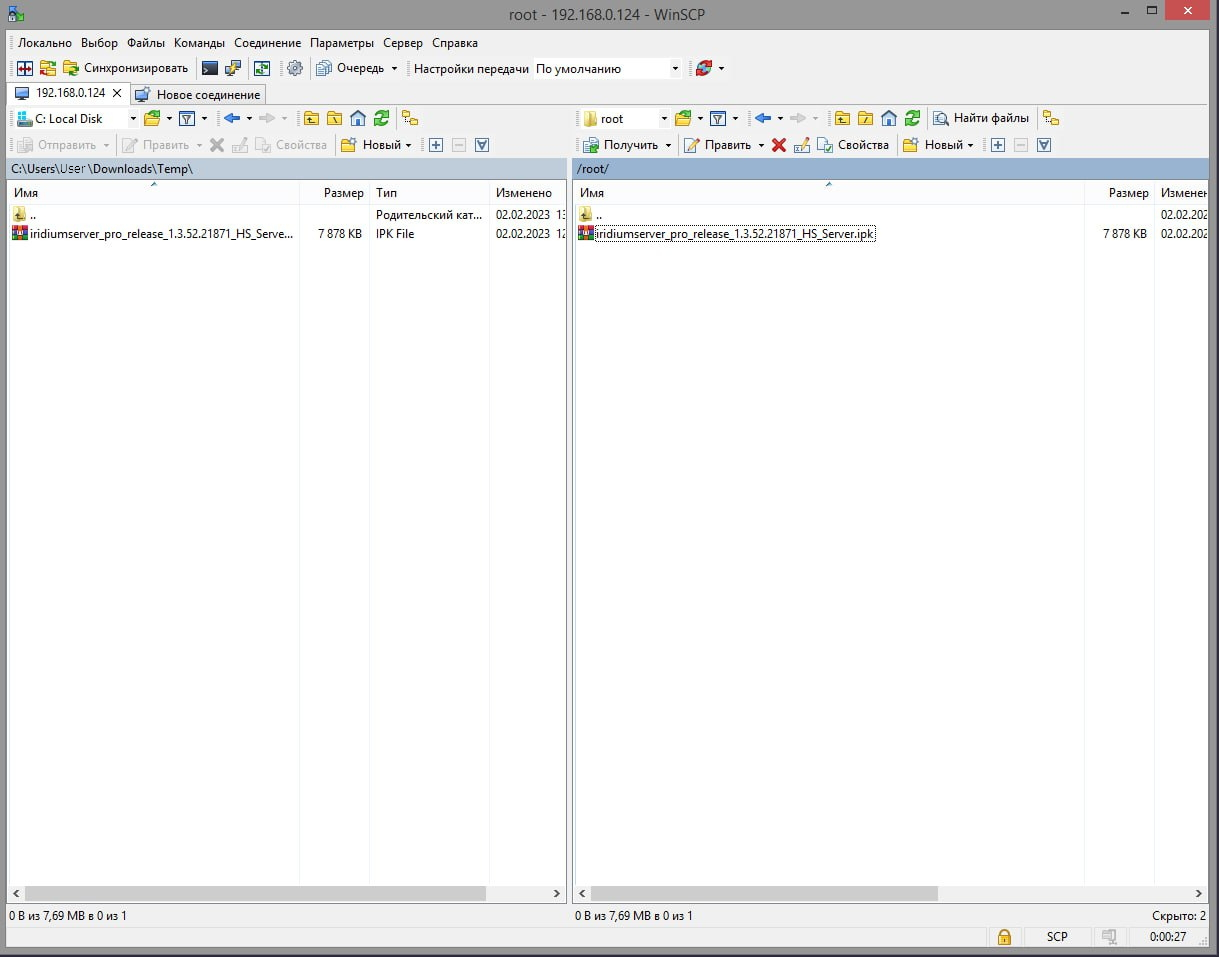 root - 192.168.0.124 - WinSCP
Локально Выбор Файлы Команды Соединение Параметры Сервер Справка
Синхронизировать Очередь Настройки передачи По умолчанию
192.168.0.124 Новое соединение
C: Local Disk root Найти файлы
Отправить Править Свойства Новый Получить Править Свойства Новый
C:\Users\User \Downloads\Temp\ /root/
Имя Размер Тип Изменено Имя Размер Изменен
.. Родительский кат... 02.02.2023 13 .. 02.02.202
iridiumserver_pro_release_1.3.52.21871_HS_Serve... 7 878 KB IPK File 02.02.2023 12 iridiumserver_pro_release_1.3.52.21871_HS_Server.ipk 7 878 KB 02.02.202
0 B из 7,69 MB в 0 из 1 0 B из 7,69 MB в 0 из 1 Скрыто: 2
SCP 0:00:27